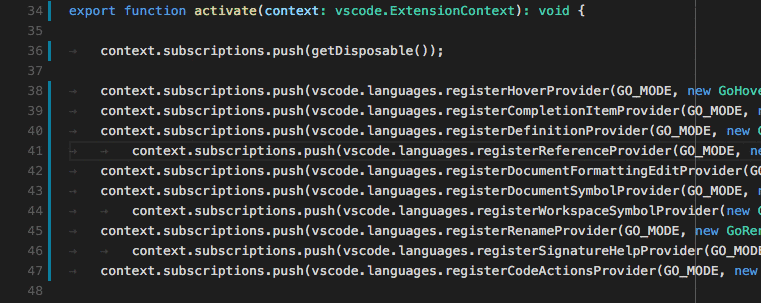 34 export function activate(context: vscode.ExtensionContext): void {
35
36 → context.subscriptions.push(getDisposable());
37
38 → context.subscriptions.push(vscode.languages.registerHoverProvider(GO_MODE, new GoHove
39 → context.subscriptions.push(vscode.languages.registerCompletionItemProvider(GO_MODE, n
40 → context.subscriptions.push(vscode.languages.registerDefinitionProvider(GO_MODE, new G
41 → → context.subscriptions.push(vscode.languages.registerReferenceProvider(GO_MODE, ne
42 → context.subscriptions.push(vscode.languages.registerDocumentFormattingEditProvider(GO
43 → context.subscriptions.push(vscode.languages.registerDocumentSymbolProvider(GO_MODE, n
44 → → context.subscriptions.push(vscode.languages.registerWorkspaceSymbolProvider(new G
45 → context.subscriptions.push(vscode.languages.registerRenameProvider(GO_MODE, new GoRen
46 → → context.subscriptions.push(vscode.languages.registerSignatureHelpProvider(GO_MODE
47 → context.subscriptions.push(vscode.languages.registerCodeActionsProvider(GO_MODE, new
48